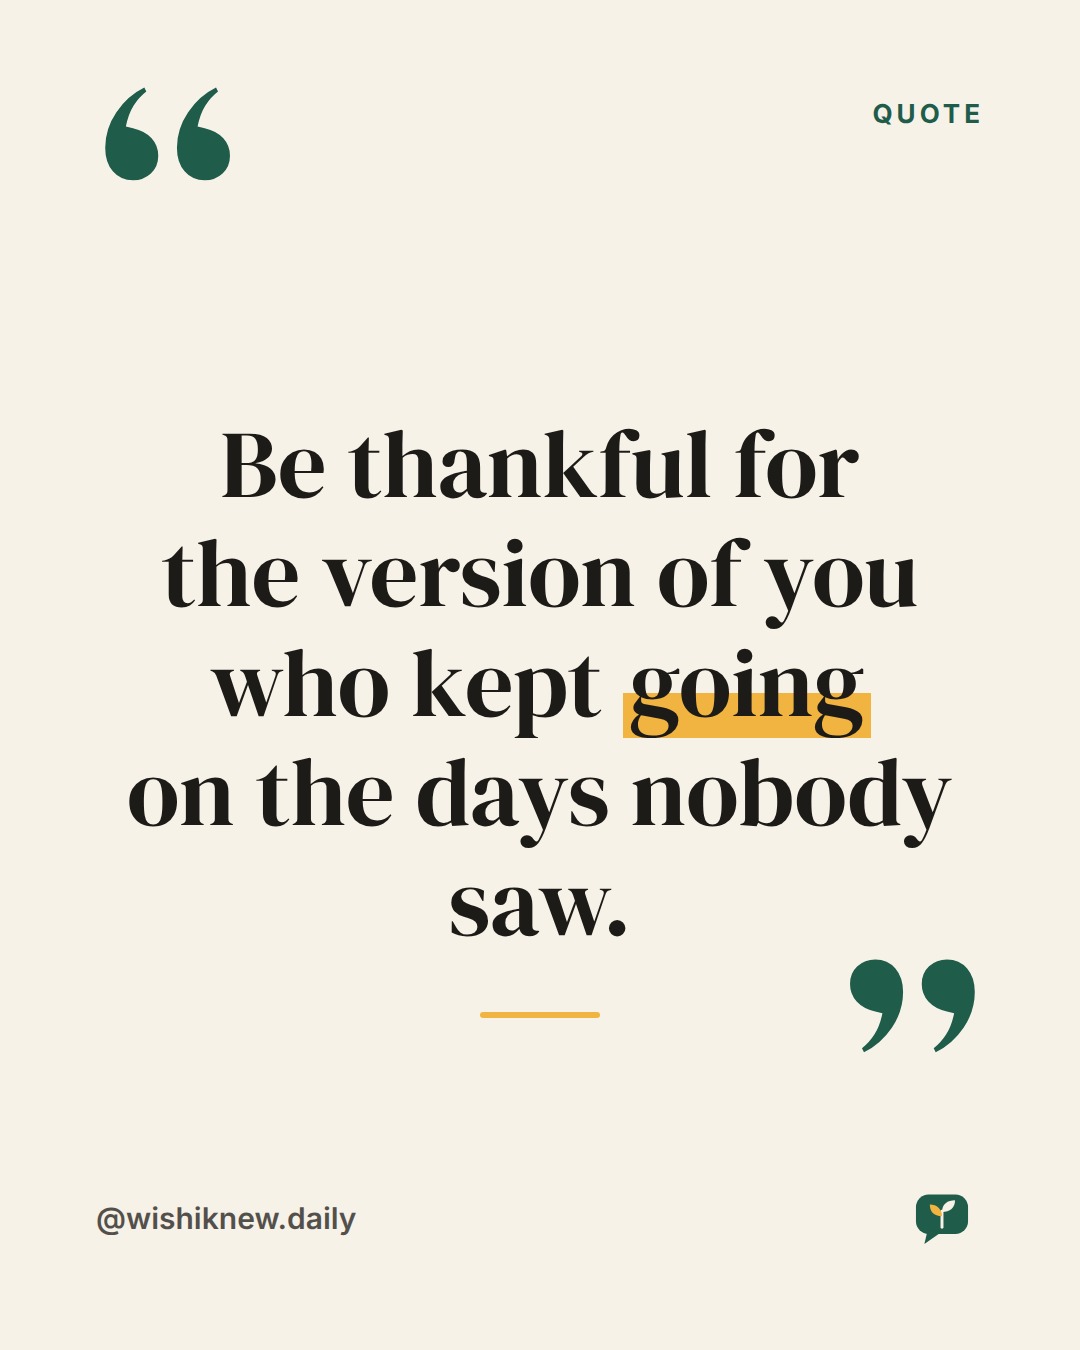 “
QUOTE
Be thankful for
the version of you
who kept going
on the days nobody
saw.
”
@wishiknew.daily